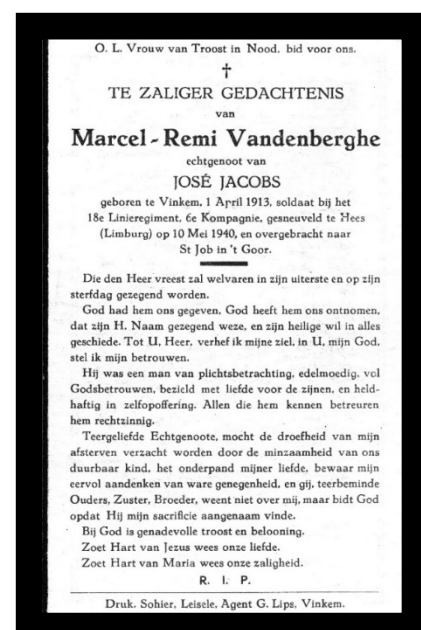 O. L. Vrouw van Troost in Nood, bid voor ons.
†
TE ZALIGER GEDACHTENIS
van
Marcel-Remi Vandenberghe
echtgenoot van
JOSÉ JACOBS
geboren te Vinkem, 1 April 1913, soldaat bij het
18e Linieregiment, 6e Kompagnie, gesneuveld te Hees
(Limburg) op 10 Mei 1940, en overgebracht naar
St Job in 't Goor.
Die den Heer vreest zal welvaren in zijn uiterste en op zijn
sterfdag gezegend worden.
God had hem ons gegeven, God heeft hem ons ontnomen,
dat zijn H. Naam gezegend weze, en zijn heilige wil in alles
geschiede. Tot U, Heer, verhef ik mijne ziel, in U, mijn God,
stel ik mijn betrouwen.
Hij was een man van plichtsbetrachting, edelmoedig, vol
Godsbetrouwen, bezield met liefde voor de zijnen, en held-
haftig in zelfopoffering. Allen die hem kennen betreuren
hem rechtzinnig.
Teergeliefde Echtgenoote, mocht de droefheid van mijn
afsterven verzacht worden door de minzaamheid van ons
duurbaar kind, het onderpand mijner liefde, bewaar mijn
eervol aandenken van ware genegenheid, en gij, teerbeminde
Ouders, Zuster, Broeder, weent niet over mij, maar bidt God
opdat Hij mijn sacrificie aangenaam vinde.
Bij God is genadevolle troost en belooning.
Zoet Hart van Jezus wees onze liefde.
Zoet Hart van Maria wees onze zaligheid.
R. I. P.
Druk. Sohier, Leisele, Agent G. Lips, Vinkem.